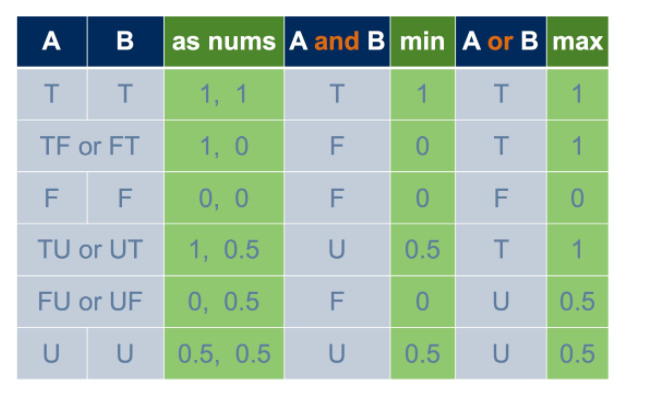 A B as nums A and B min A or B max
T T 1, 1 T 1 T 1
TF or FT 1, 0 F 0 T 1
F F 0, 0 F 0 F 0
TU or UT 1, 0.5 U 0.5 T 1
FU or UF 0, 0.5 F 0 U 0.5
U U 0.5, 0.5 U 0.5 U 0.5